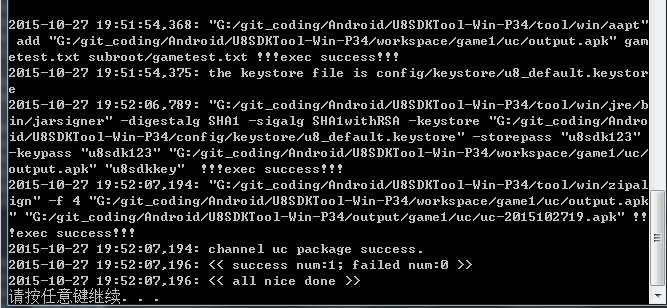 2015-10-27 19:51:54,368: "G:/git_coding/Android/U8SDKTool-Win-P34/tool/win/aapt"
 add "G:/git_coding/Android/U8SDKTool-Win-P34/workspace/game1/uc/output.apk" gam
etest.txt subroot/gametest.txt !!!exec success!!!
2015-10-27 19:51:54,375: the keystore file is config/keystore/u8_default.keystor
e
2015-10-27 19:52:06,789: "G:/git_coding/Android/U8SDKTool-Win-P34/tool/win/jre/b
in/jarsigner" -digestalg SHA1 -sigalg SHA1withRSA -keystore "G:/git_coding/Andro
id/U8SDKTool-Win-P34/config/keystore/u8_default.keystore" -storepass "u8sdk123" 
-keypass "u8sdk123" "G:/git_coding/Android/U8SDKTool-Win-P34/workspace/game1/uc/
output.apk" "u8sdkkey"  !!!exec success!!!
2015-10-27 19:52:07,194: "G:/git_coding/Android/U8SDKTool-Win-P34/tool/win/zipal
ign" -f 4 "G:/git_coding/Android/U8SDKTool-Win-P34/workspace/game1/uc/output.apk
" "G:/git_coding/Android/U8SDKTool-Win-P34/output/game1/uc/uc-2015102719.apk" !!
!exec success!!!
2015-10-27 19:52:07,194: channel uc package success.
2015-10-27 19:52:07,196: << success num:1; failed num:0 >>
2015-10-27 19:52:07,196: << all nice done >>
请按任意键继续. . .